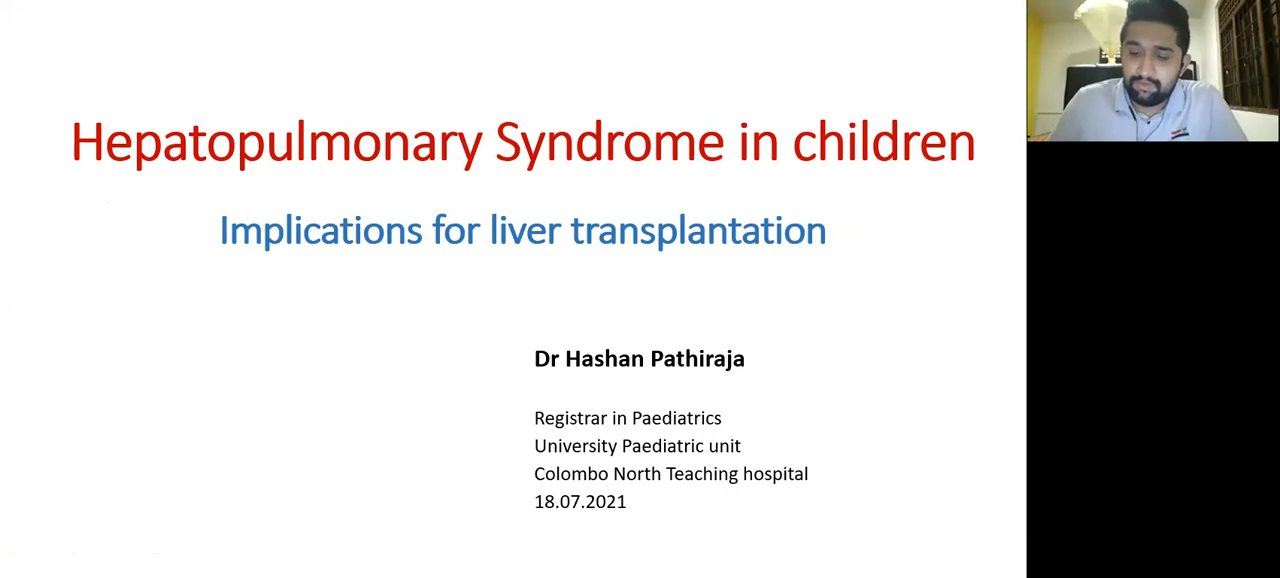 Hepatopulmonary Syndrome in children
Implications for liver transplantation
Dr Hashan Pathiraja
Registrar in Paediatrics
University Paediatric unit
Colombo North Teaching hospital
18.07.2021